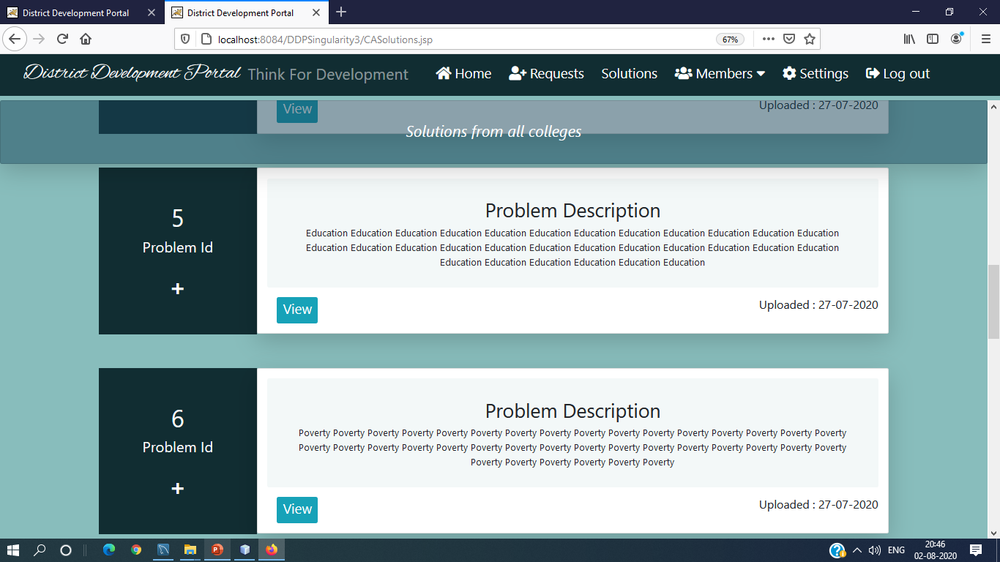 District Development Portal
District Development Portal
localhost:8084/DDPSingularity3/CASolutions.jsp
67%
District Development Portal Think For Development Home Requests Solutions Members Settings Log out
View
Uploaded : 27-07-2020
Solutions from all colleges
5
Problem Id
+
Problem Description
Education Education Education Education Education Education Education Education Education Education Education Education
Education Education Education Education Education Education Education Education Education Education Education Education
Education Education Education Education Education Education
View
Uploaded : 27-07-2020
6
Problem Id
+
Problem Description
Poverty Poverty Poverty Poverty Poverty Poverty Poverty Poverty Poverty Poverty Poverty Poverty Poverty Poverty Poverty Poverty
Poverty Poverty Poverty Poverty Poverty Poverty Poverty Poverty Poverty Poverty Poverty Poverty Poverty Poverty Poverty Poverty
Poverty Poverty Poverty Poverty Poverty Poverty
View
Uploaded : 27-07-2020
ENG
20:46
02-08-2020